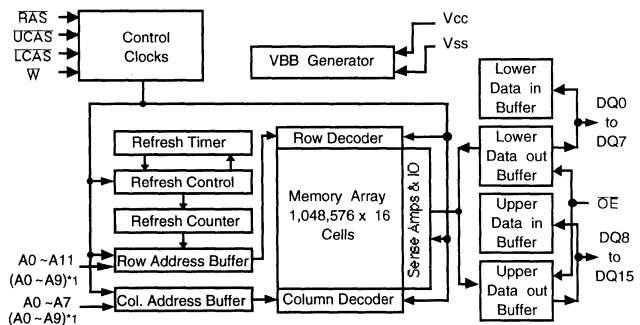 RAS
UCAS
LCAS
W
Control
Clocks
VBB Generator
Vcc
Vss
Lower
Data in
Buffer
DQ0
to
DQ7
Lower
Data out
Buffer
OE
Upper
Data in
Buffer
DQ8
to
DQ15
Upper
Data out
Buffer
Refresh Timer
Refresh Control
Refresh Counter
Row Address Buffer
Col. Address Buffer
A0 ~ A11
(A0 ~ A9)*1
A0 ~ A7
(A0 ~ A9)*1
Row Decoder
Memory Array
1,048,576 x 16
Cells
Sense Amps & IO
Column Decoder